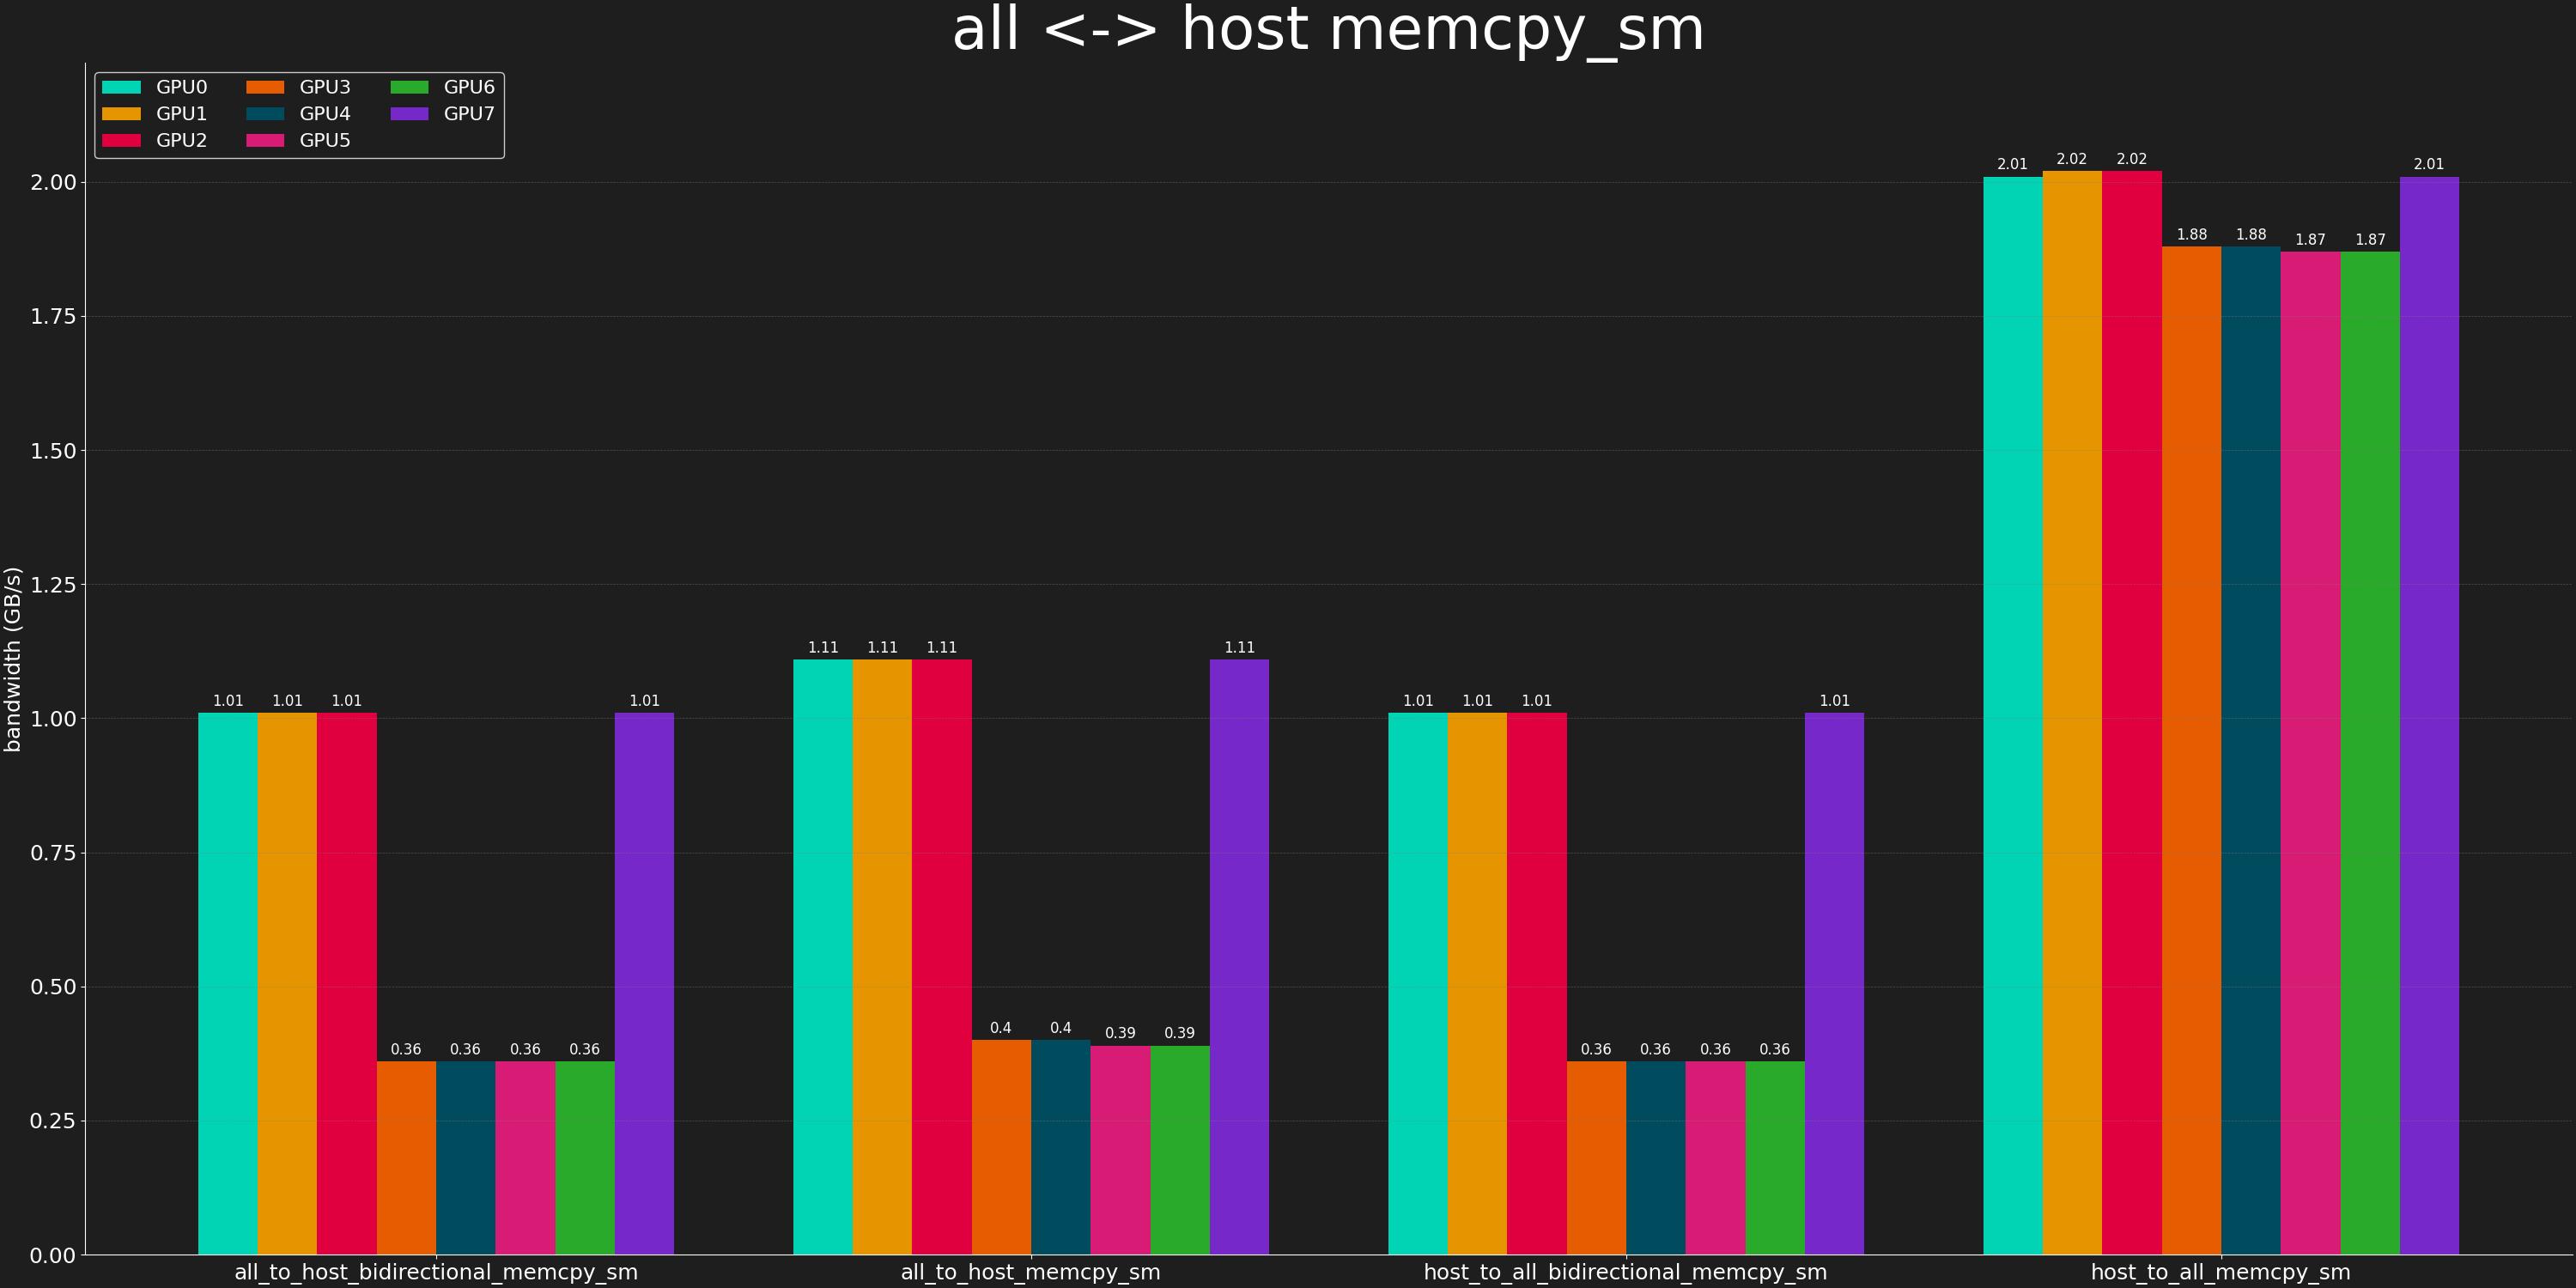 all <-> host memcpy_sm
GPU0 GPU3 GPU6
GPU1 GPU4 GPU7
GPU2 GPU5
bandwidth (GB/s)
2.00
1.75
1.50
1.25
1.00
0.75
0.50
0.25
0.00
1.01 1.01 1.01 0.36 0.36 0.36 0.36 1.01
1.11 1.11 1.11 0.4 0.4 0.39 0.39 1.11
1.01 1.01 1.01 0.36 0.36 0.36 0.36 1.01
2.01 2.02 2.02 1.88 1.88 1.87 1.87 2.01
all_to_host_bidirectional_memcpy_sm
all_to_host_memcpy_sm
host_to_all_bidirectional_memcpy_sm
host_to_all_memcpy_sm